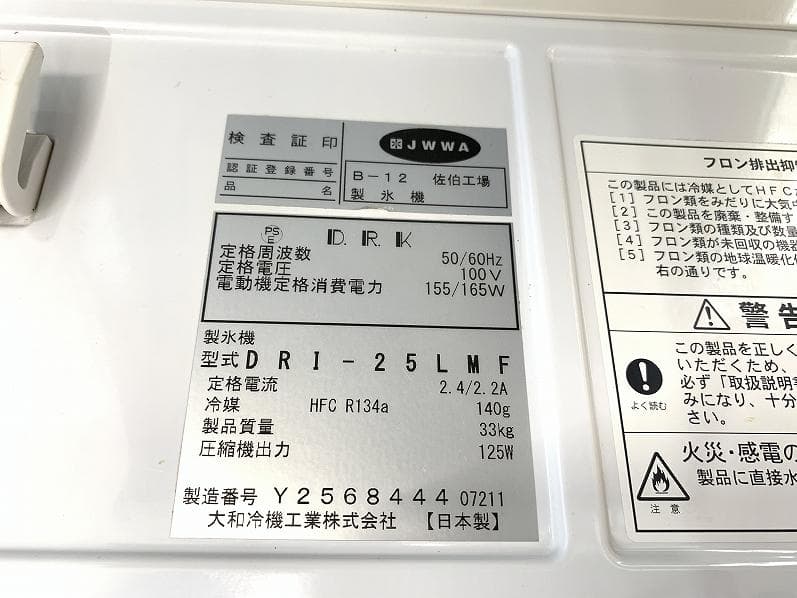 検査証印
JWWA
認証登録番号 B-12 佐伯工場
品名 製氷機
PS
E
D.R.K
定格周波数 50/60Hz
定格電圧 100V
電動機定格消費電力 155/165W
製氷機
型式 DRI-25LMF
定格電流 2.4/2.2A
冷媒 HFC R134a 140g
製品質量 33kg
圧縮機出力 125W
製造番号 Y2568444 07211
大和冷機工業株式会社 【日本製】
フロン排出抑
この製品には冷媒としてHFCが
[1] フロン類をみだりに大気中
[2] この製品を廃棄・整備す
[3] フロン類の種類及び数量
[4] フロン類が未回収の機器
[5] フロン類の地球温暖化
右の通りです。
警告
この製品を正しく
いただくため、
必ず「取扱説明
みになり、十分
さい。
よく読む
火災・感電の
製品に直接水
注意